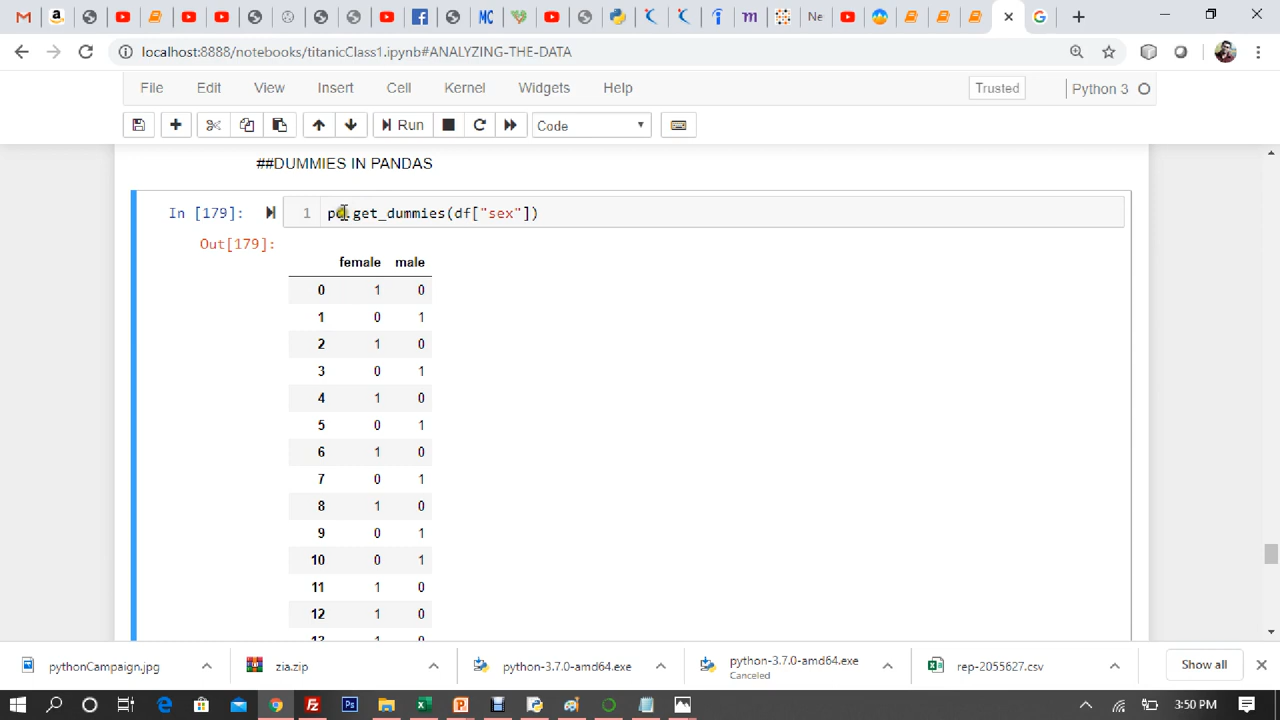 MC
Ne
localhost:8888/notebooks/titanicClass1.ipynb#ANALYZING-THE-DATA
File Edit View Insert Cell Kernel Widgets Help Trusted Python 3
Run Code
##DUMMIES IN PANDAS
In [179]: 1 pd.get_dummies(df["sex"])
Out[179]:
female male
0 1 0
1 0 1
2 1 0
3 0 1
4 1 0
5 0 1
6 1 0
7 0 1
8 1 0
9 0 1
10 0 1
11 1 0
12 1 0
13 1 0
pythonCampaign.jpg zia.zip python-3.7.0-amd64.exe python-3.7.0-amd64.exe rep-2055627.csv Show all
Canceled
3:50 PM